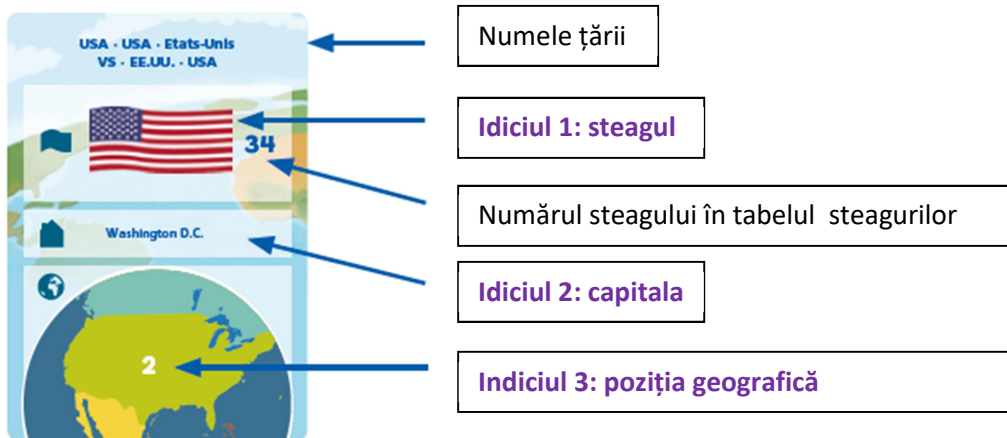 USA · USA · Etats-Unis
VS · EE.UU. · USA
Numele țării
Idiciul 1: steagul
34
Numărul steagului în tabelul steagurilor
Washington D.C.
Idiciul 2: capitala
2
Indiciul 3: poziția geografică